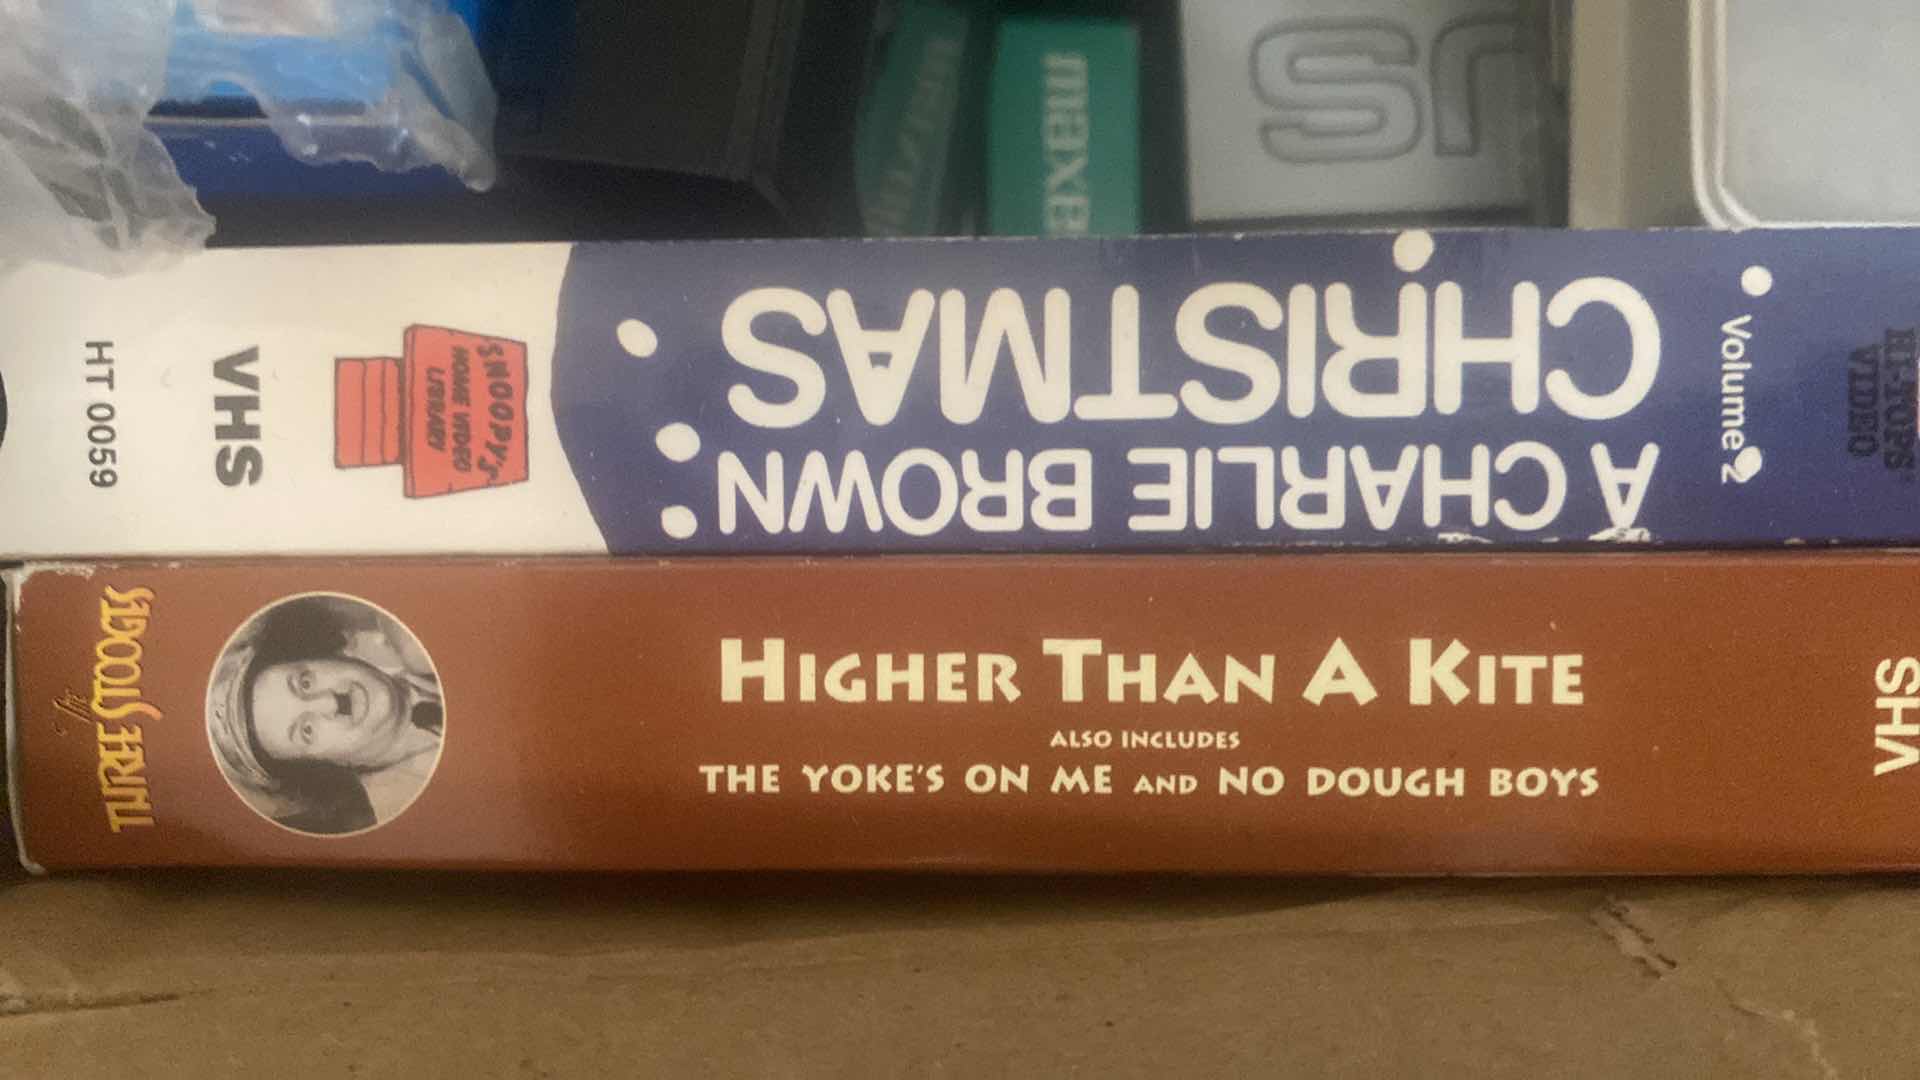 maxell
maxell
A CHARLIE BROWN
CHRISTMAS
Volume 2
HI-TOPS
VIDEO
SNOOPY'S
HOME VIDEO
LIBRARY
VHS
HT 0059
The
THREE STOOGES
HIGHER THAN A KITE
ALSO INCLUDES
THE YOKE'S ON ME AND NO DOUGH BOYS
VHS